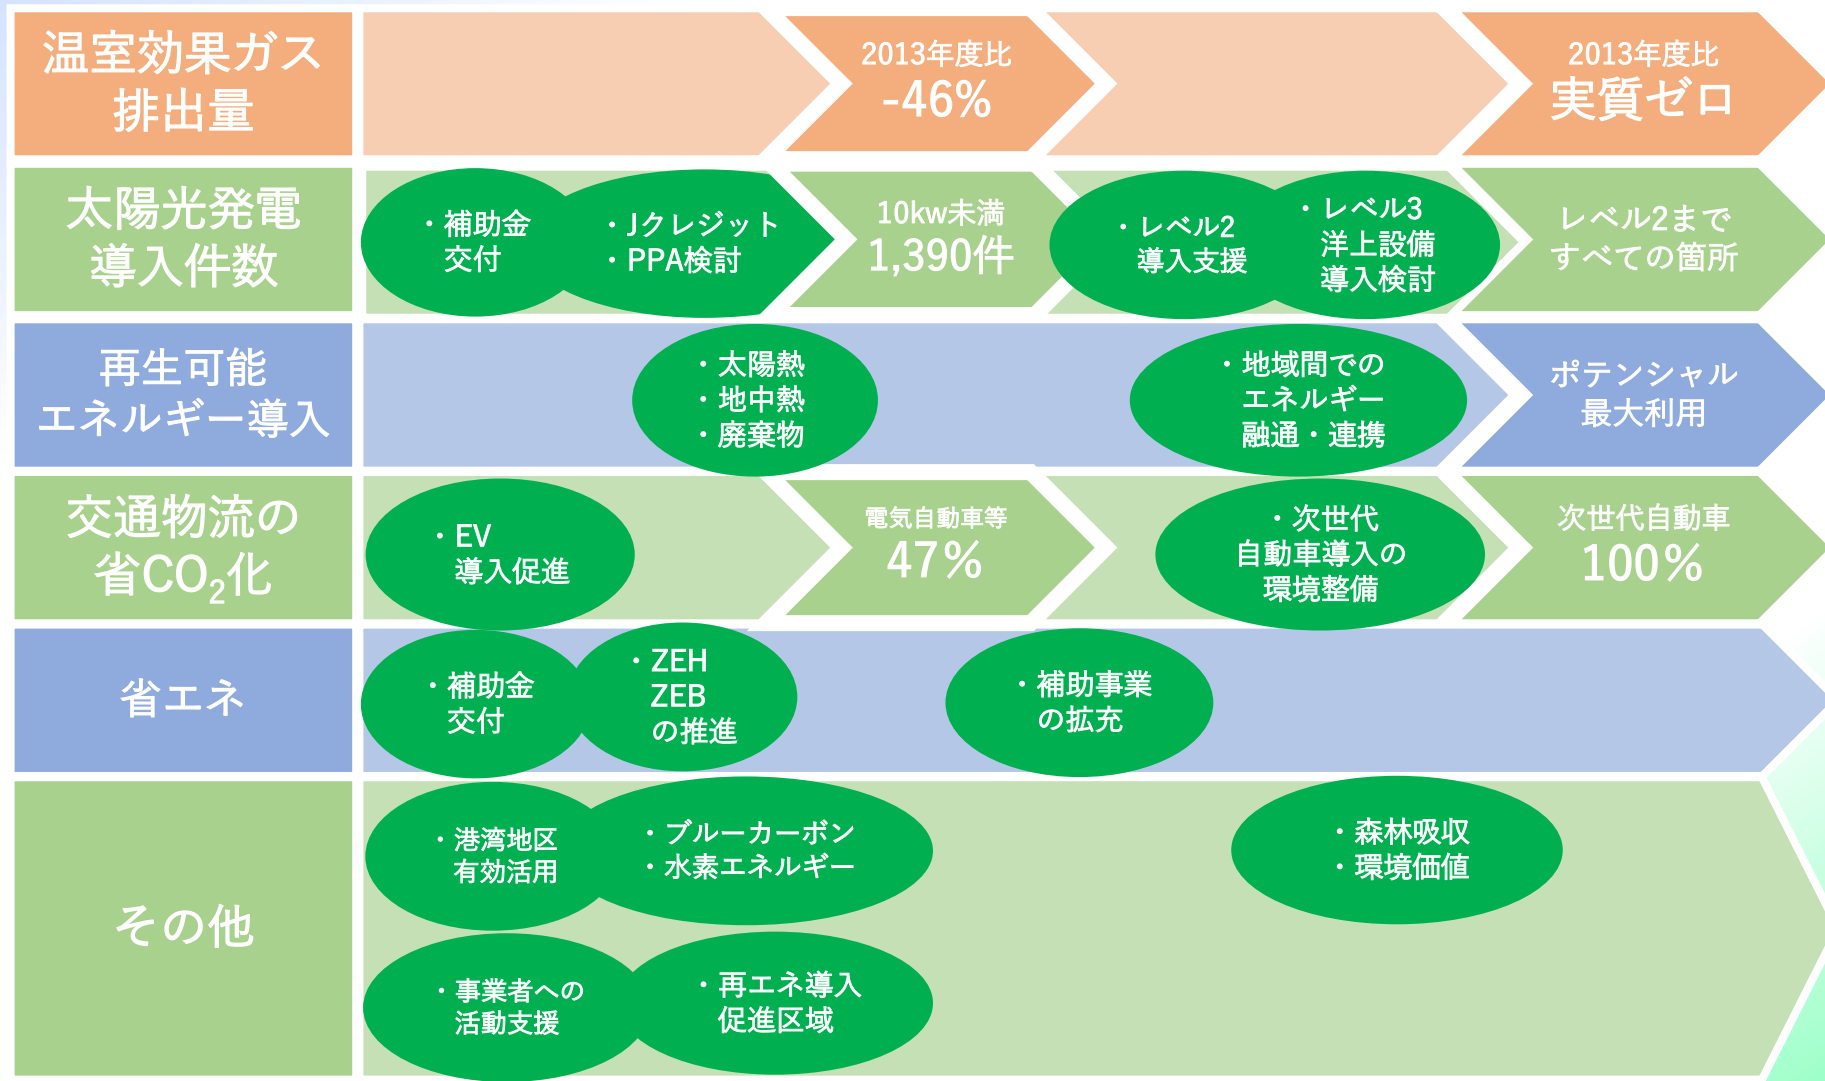 温室効果ガス
排出量
2013年度比
-46%
2013年度比
実質ゼロ
太陽光発電
導入件数
・補助金
交付
・Jクレジット
・PPA検討
10kw未満
1,390件
・レベル2
導入支援
・レベル3
洋上設備
導入検討
レベル2まで
すべての箇所
再生可能
エネルギー導入
・太陽熱
・地中熱
・廃棄物
・地域間での
エネルギー
融通・連携
ポテンシャル
最大利用
交通物流の
省CO₂化
・EV
導入促進
電気自動車等
47%
・次世代
自動車導入の
環境整備
次世代自動車
100%
省エネ
・補助金
交付
・ZEH
ZEB
の推進
・補助事業
の拡充
その他
・港湾地区
有効活用
・ブルーカーボン
・水素エネルギー
・森林吸収
・環境価値
・事業者への
活動支援
・再エネ導入
促進区域